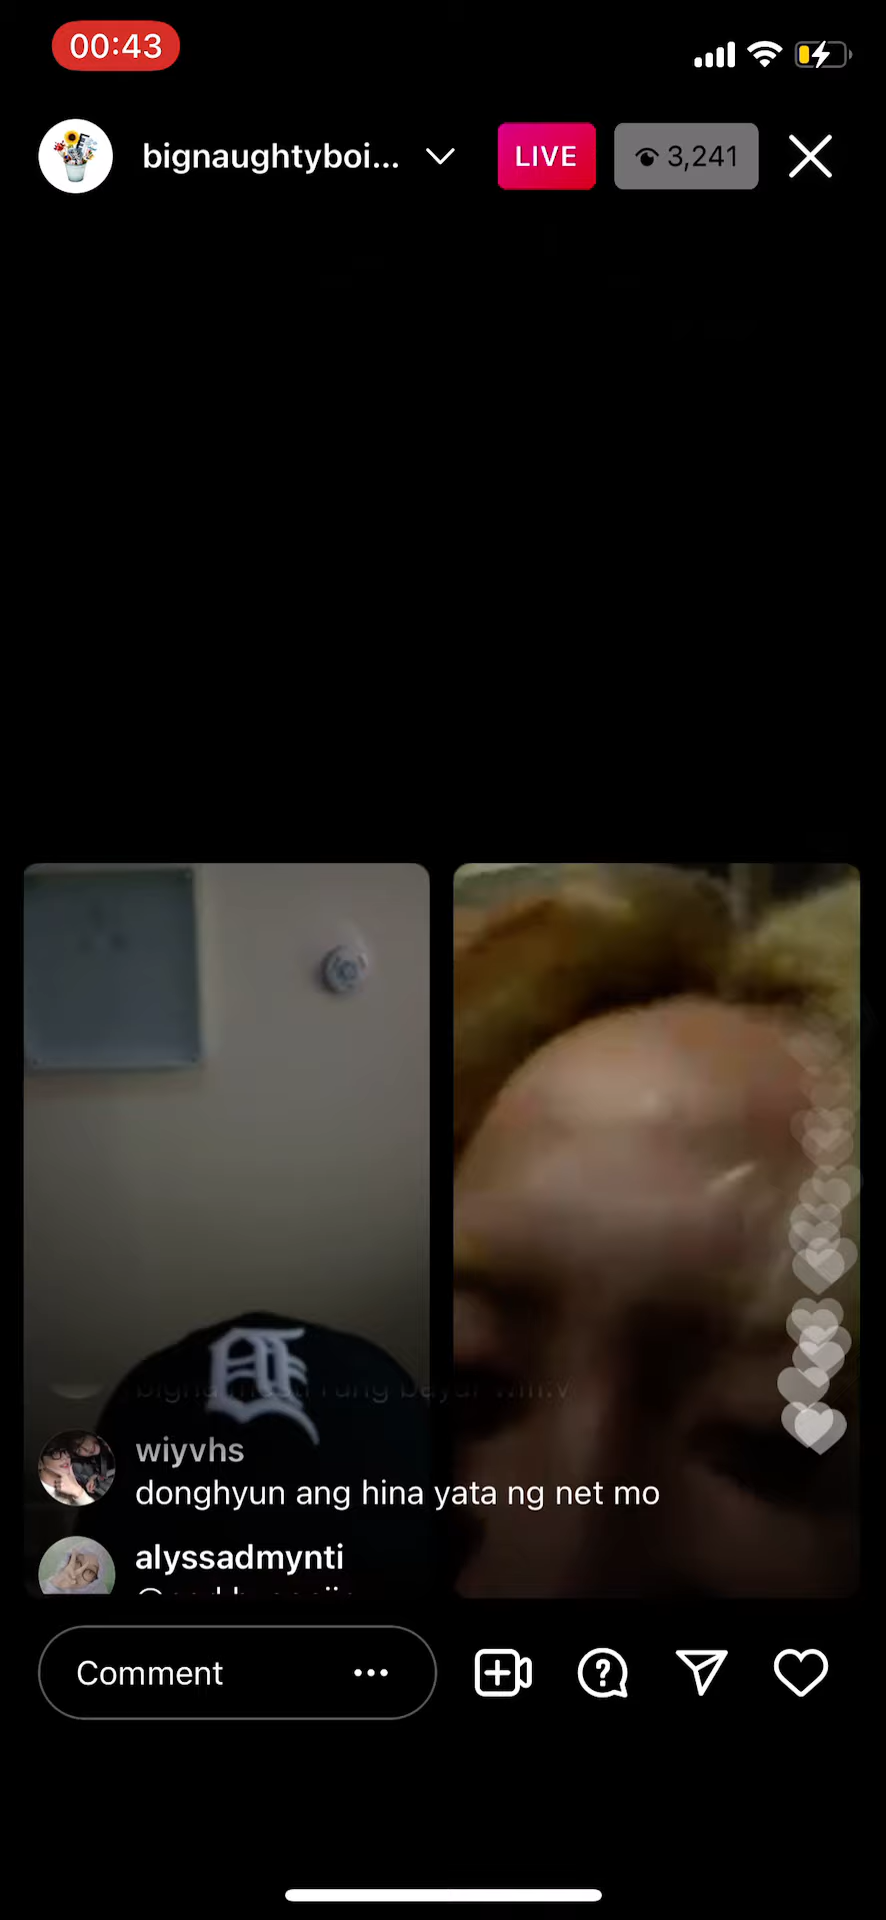 00:43
bignaughtyboi...
LIVE
3,241
wiyvhs
donghyun ang hina yata ng net mo
alyssadmynti
Comment